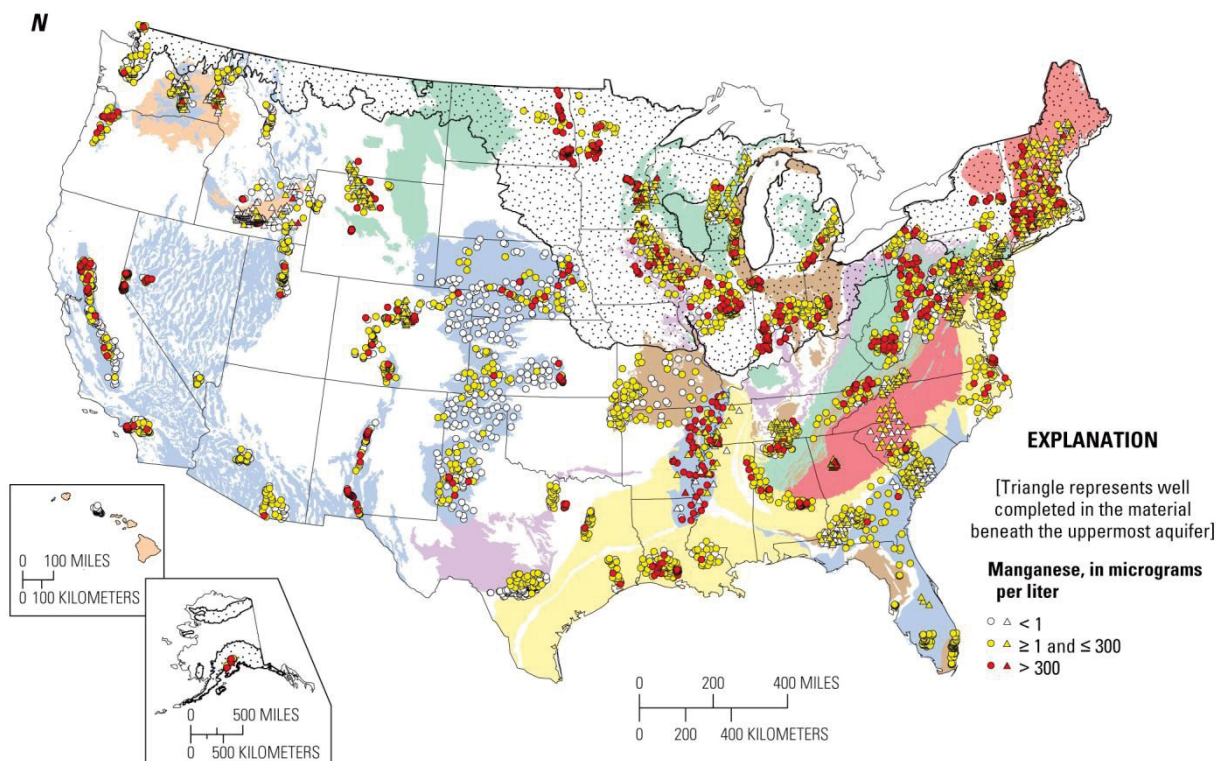 N
EXPLANATION
[Triangle represents well
completed in the material
beneath the uppermost aquifer]
Manganese, in micrograms
per liter
< 1
≥ 1 and ≤ 300
> 300
0 100 MILES
0 100 KILOMETERS
0 500 MILES
0 500 KILOMETERS
0 200 400 MILES
0 200 400 KILOMETERS